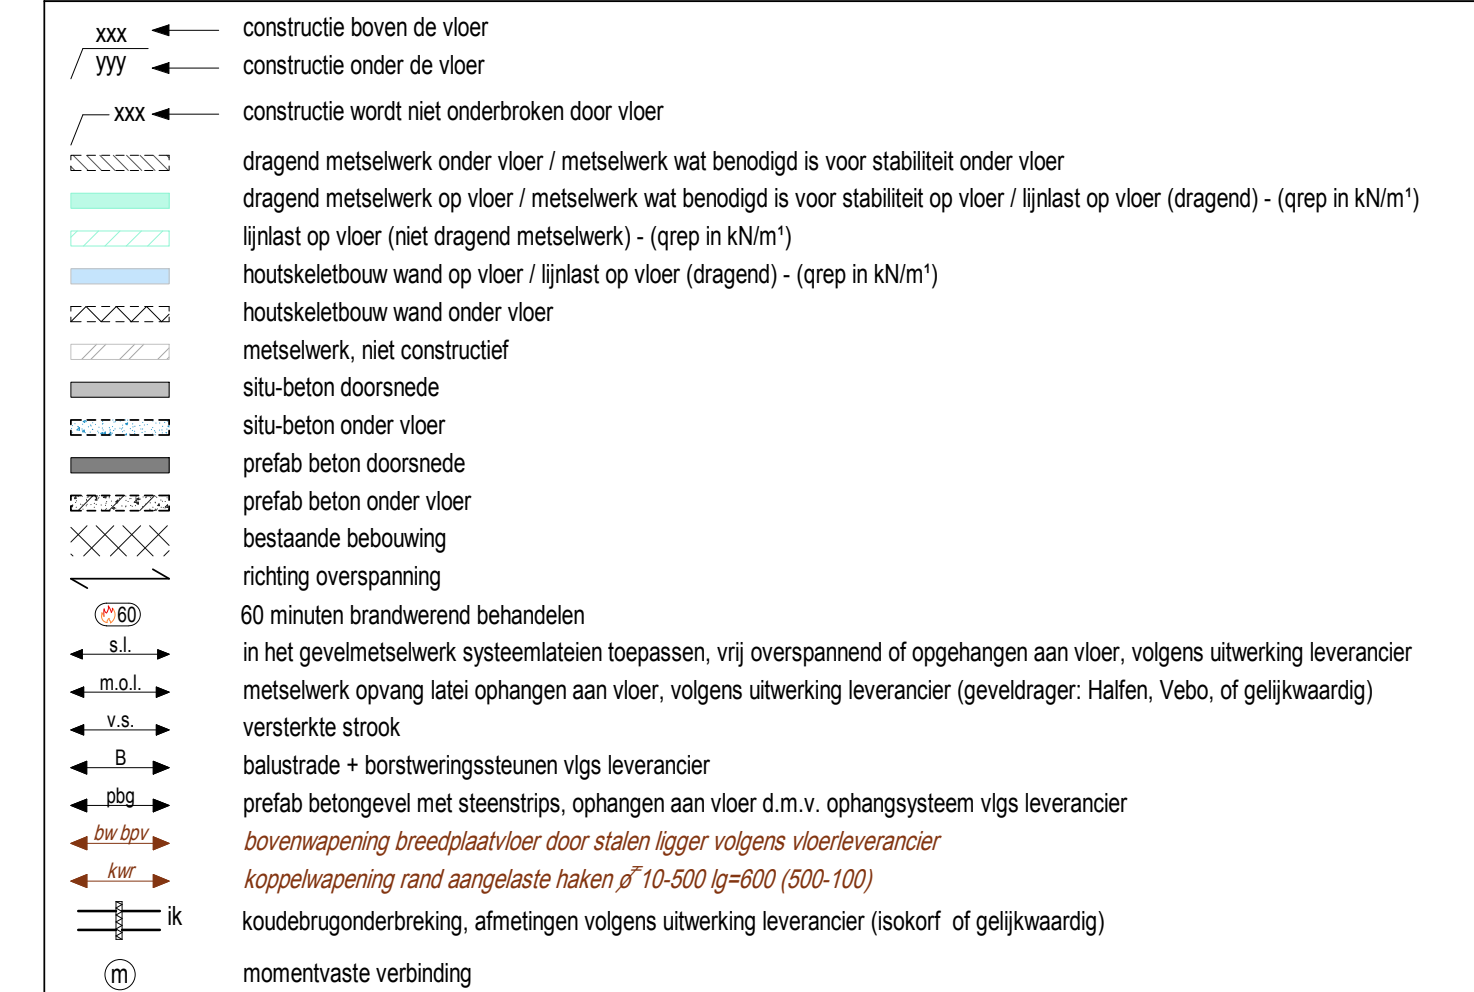 xxx constructie boven de vloer
yyy constructie onder de vloer
xxx constructie wordt niet onderbroken door vloer
dragend metselwerk onder vloer / metselwerk wat benodigd is voor stabiliteit onder vloer
dragend metselwerk op vloer / metselwerk wat benodigd is voor stabiliteit op vloer / lijnlast op vloer (dragend) - (qrep in kN/m¹)
lijnlast op vloer (niet dragend metselwerk) - (qrep in kN/m¹)
houtskeletbouw wand op vloer / lijnlast op vloer (dragend) - (qrep in kN/m¹)
houtskeletbouw wand onder vloer
metselwerk, niet constructief
situ-beton doorsnede
situ-beton onder vloer
prefab beton doorsnede
prefab beton onder vloer
bestaande bebouwing
richting overspanning
60 60 minuten brandwerend behandelen
s.l. in het gevelmetselwerk systeemlateien toepassen, vrij overspannend of opgehangen aan vloer, volgens uitwerking leverancier
m.o.l. metselwerk opvang latei ophangen aan vloer, volgens uitwerking leverancier (geveldrager: Halfen, Vebo, of gelijkwaardig)
v.s. versterkte strook
B balustrade + borstweringssteunen vlgs leverancier
pbg prefab betongevel met steenstrips, ophangen aan vloer d.m.v. ophangsysteem vlgs leverancier
bw bpv bovenwapening breedplaatvloer door stalen ligger volgens vloerleverancier
kwr koppelwapening rand aangelaste haken ø 10-500 lg=600 (500-100)
ik koudebrugonderbreking, afmetingen volgens uitwerking leverancier (isokorf of gelijkwaardig)
m momentvaste verbinding